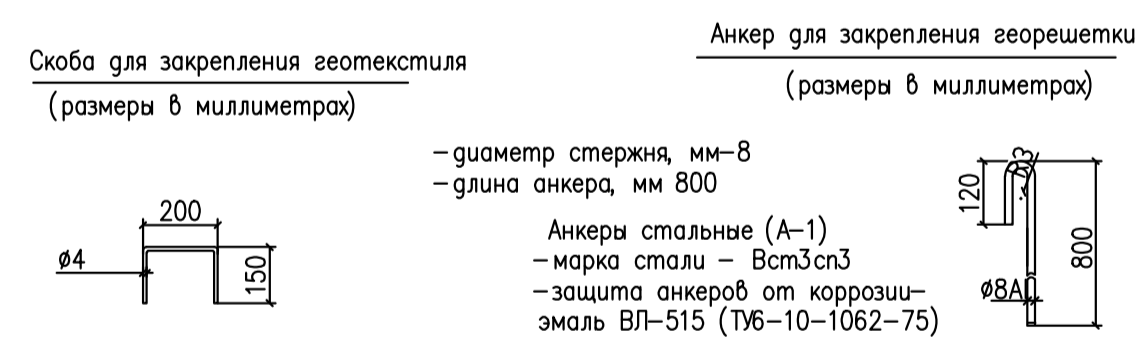 Скоба для закрепления геотекстиля
(размеры в миллиметрах)
Анкер для закрепления георешетки
(размеры в миллиметрах)
-диаметр стержня, мм-8
-длина анкера, мм 800
Анкеры стальные (А-1)
-марка стали - Вст3сп3
-защита анкеров от коррозии-
эмаль ВЛ-515 (ТУ6-10-1062-75)
200
ø4
150
120
800
ø8АI